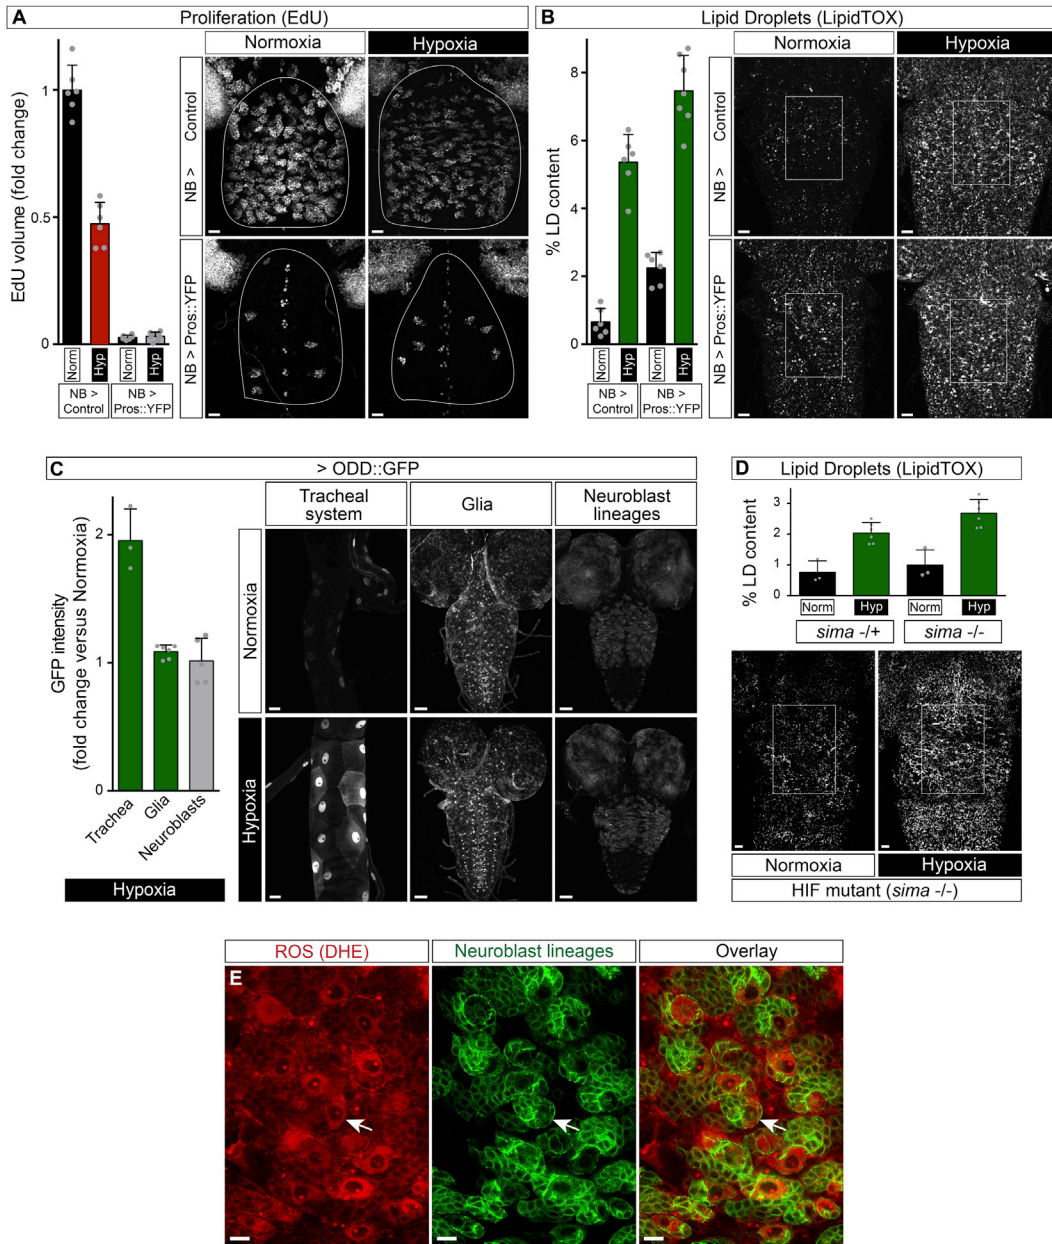 A
Proliferation (EdU)
Normoxia
Hypoxia
EdU volume (fold change)
1
0.5
0
Norm
Hyp
Norm
Hyp
NB >
Control
NB >
Pros::YFP
NB > Control
NB > Pros::YFP
B
Lipid Droplets (LipidTOX)
Normoxia
Hypoxia
% LD content
8
6
4
2
0
Norm
Hyp
Norm
Hyp
NB >
Control
NB >
Pros::YFP
NB > Control
NB > Pros::YFP
C
> ODD::GFP
Tracheal
system
Glia
Neuroblast
lineages
GFP intensity
(fold change versus Normoxia)
2
1
0
Trachea
Glia
Neuroblasts
Hypoxia
Normoxia
Hypoxia
D
Lipid Droplets (LipidTOX)
% LD content
3
2
1
0
Norm
Hyp
Norm
Hyp
sima -/+
sima -/-
Normoxia
Hypoxia
HIF mutant (sima -/-)
ROS (DHE)
Neuroblast lineages
Overlay
E